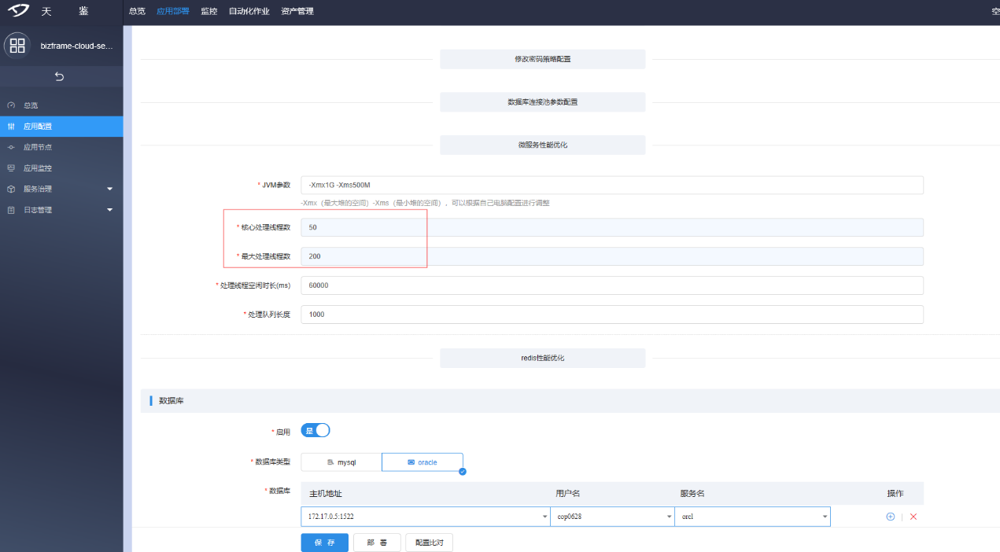 天 鉴
总览 应用部署 监控 自动化作业 资产管理
空
bizframe-cloud-se...
总览
应用配置
应用节点
应用监控
服务治理
日志管理
修改密码策略配置
数据库连接池参数配置
微服务性能优化
* JVM参数 -Xmx1G -Xms500M
-Xmx（最大堆的空间）-Xms（最小堆的空间），可以根据自己电脑配置进行调整
* 核心处理线程数 50
* 最大处理线程数 200
* 处理线程空闲时长(ms) 60000
* 处理队列长度 1000
redis性能优化
数据库
* 启用 是
* 数据库类型 mysql oracle
* 数据库 主机地址 用户名 服务名 操作
172.17.0.5:1522 cop0628 orcl
保 存 部 署 配置比对